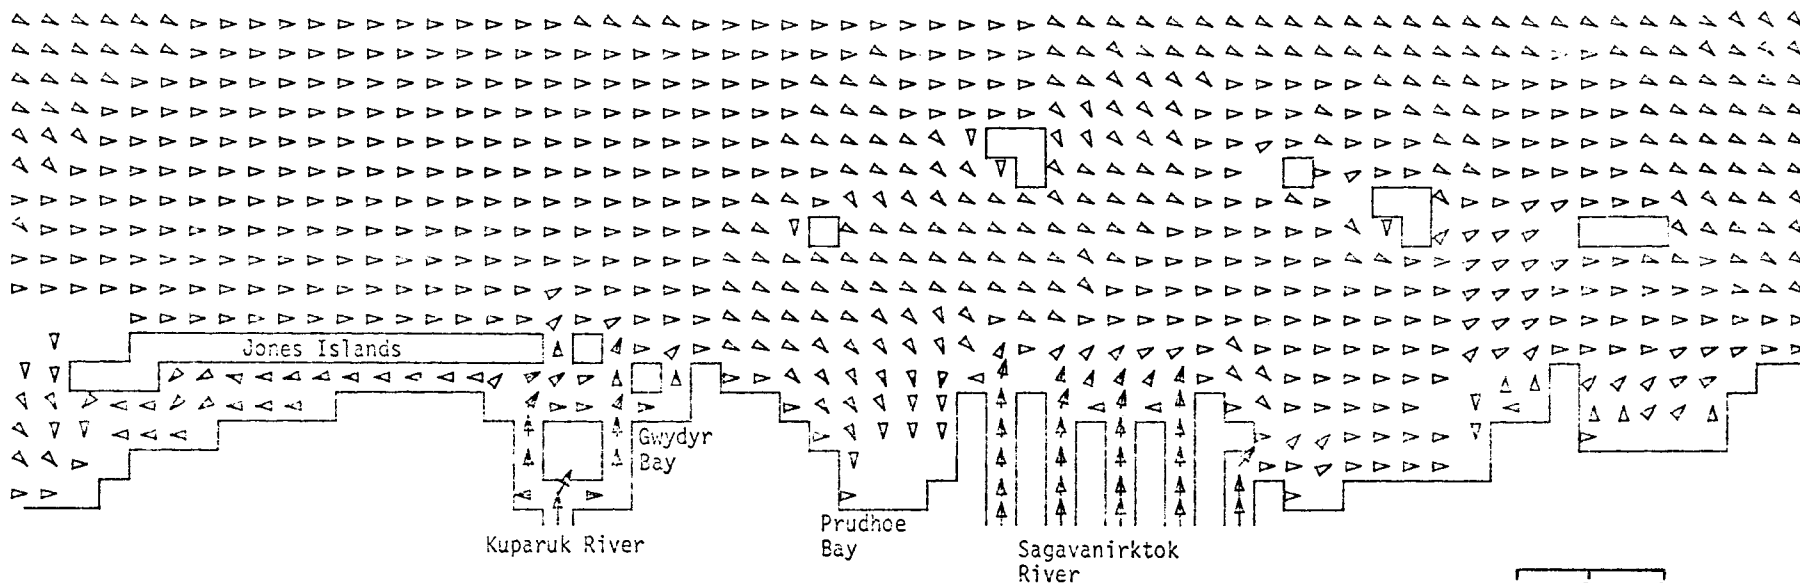 Jones Islands
Gwydyr
Bay
Kuparuk River
Prudhoe
Bay
Sagavanirktok
River